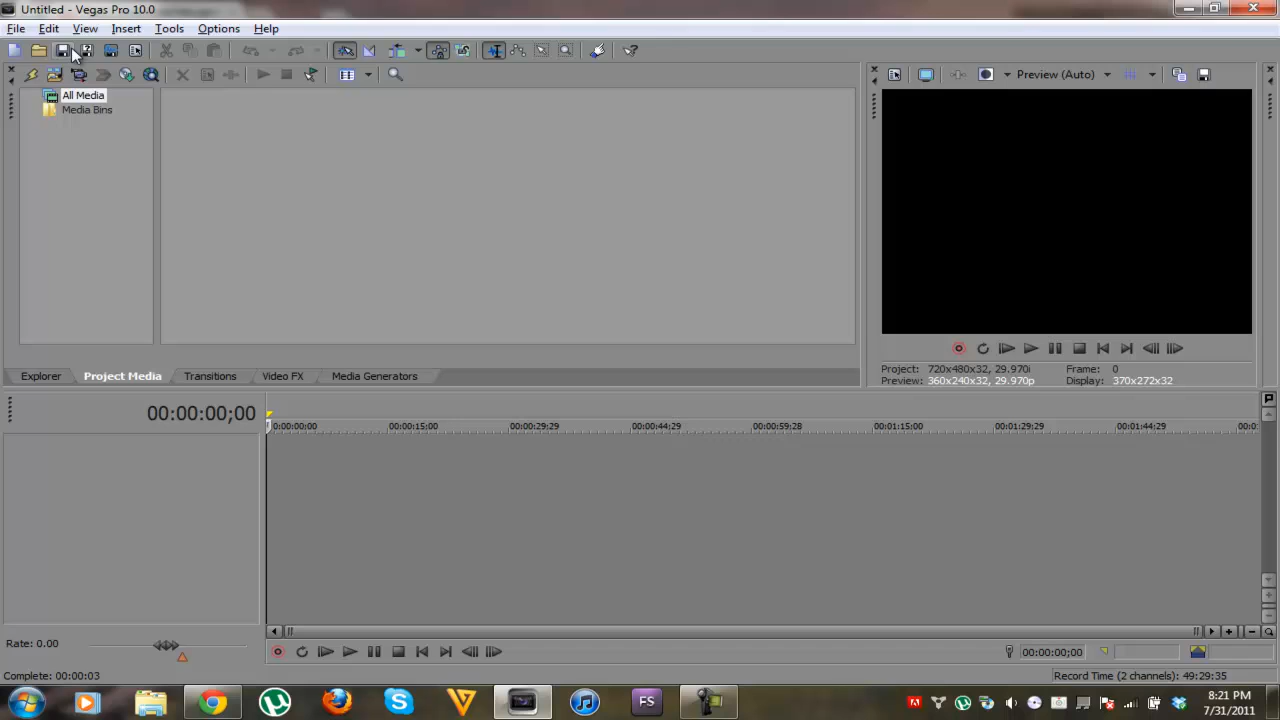 Untitled - Vegas Pro 10.0
File Edit View Insert Tools Options Help
Preview (Auto)
All Media
Media Bins
Explorer Project Media Transitions Video FX Media Generators
Project: 720x480x32, 29.970i Frame: 0
Preview: 360x240x32, 29.970p Display: 370x272x32
00:00:00;00
0:00:00:00 00:00:15:00 00:00:29:29 00:00:44;29 00:00:59;28 00:01:15;00 00:01:29;29 00:01:44;29 00:0
Rate: 0.00
00:00:00;00
Complete: 00:00:03 Record Time (2 channels): 49:29:35
FS
8:21 PM
7/31/2011